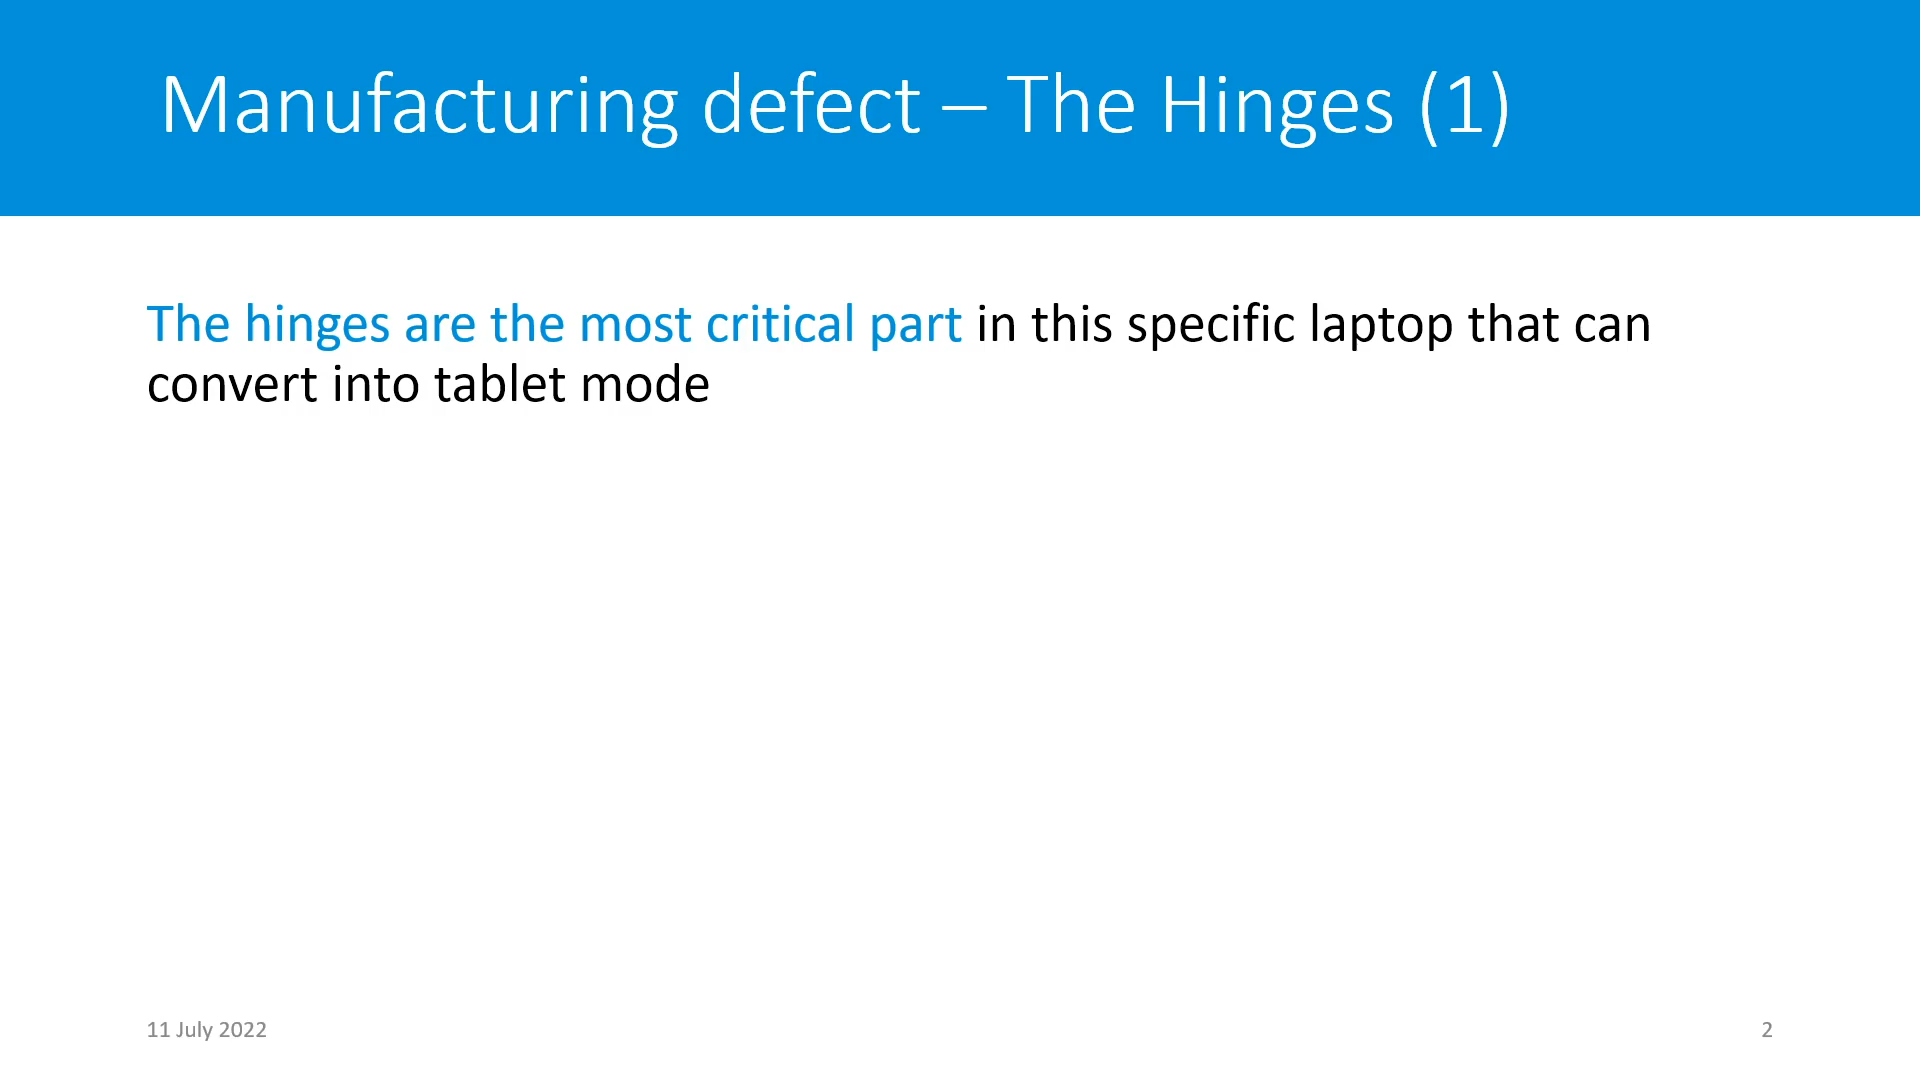 Manufacturing defect – The Hinges (1)
The hinges are the most critical part in this specific laptop that can
convert into tablet mode
11 July 2022
2